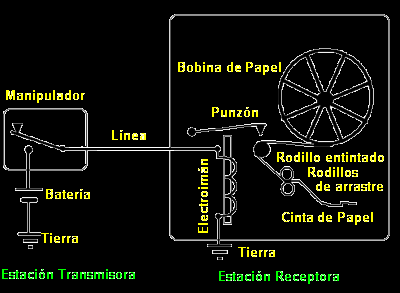 Bobina de Papel
Manipulador
Punzón
Línea
Electroimán
Rodillo entintado
Rodillos
de arrastre
Batería
Cinta de Papel
Tierra
Tierra
Estación Transmisora
Estación Receptora